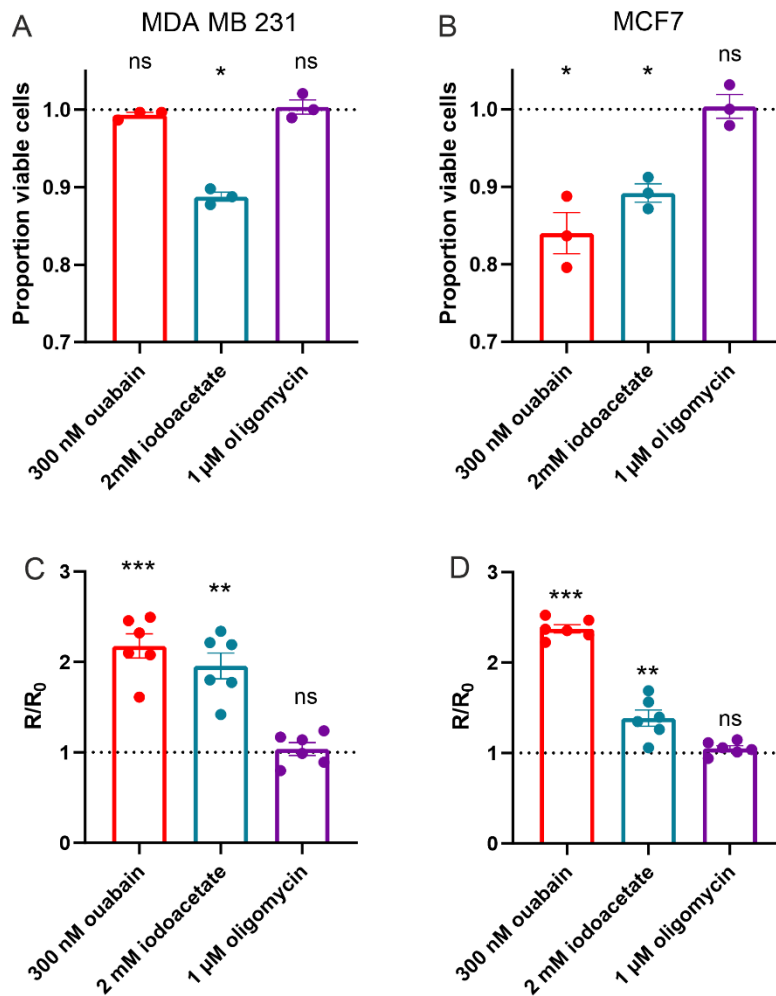 A
MDA MB 231
ns
*
ns
Proportion viable cells
1.0
0.9
0.8
0.7
300 nM ouabain
2mM iodoacetate
1 µM oligomycin
B
MCF7
*
*
ns
Proportion viable cells
1.0
0.9
0.8
0.7
300 nM ouabain
2mM iodoacetate
1 µM oligomycin
C
***
**
ns
R/R₀
3
2
1
0
300 nM ouabain
2 mM iodoacetate
1 µM oligomycin
D
***
**
ns
R/R₀
3
2
1
0
300 nM ouabain
2 mM iodoacetate
1 µM oligomycin